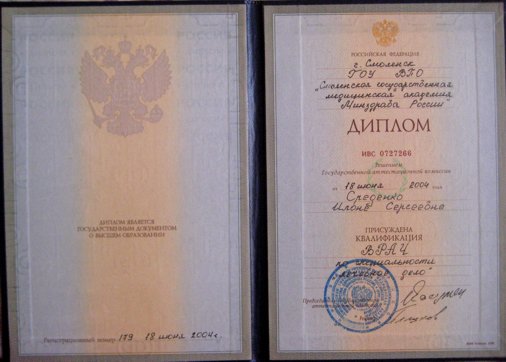 ДИПЛОМ ЯВЛЯЕТСЯ
ГОСУДАРСТВЕННЫМ ДОКУМЕНТОМ
О ВЫСШЕМ ОБРАЗОВАНИИ
Регистрационный номер 179 18 июня 2004г.
РОССИЙСКАЯ ФЕДЕРАЦИЯ
г. Смоленск
ГОУ ВПО
"Смоленская государственная
медицинская академия
Минздрава России"
ДИПЛОМ
ИВС 0727266
Решением
Государственной аттестационной комиссии
от 18 июня 2004 года
Илоне Сергеевне
ПРИСУЖДЕНА
КВАЛИФИКАЦИЯ
ВРАЧ
по специальности
"лечебное дело"